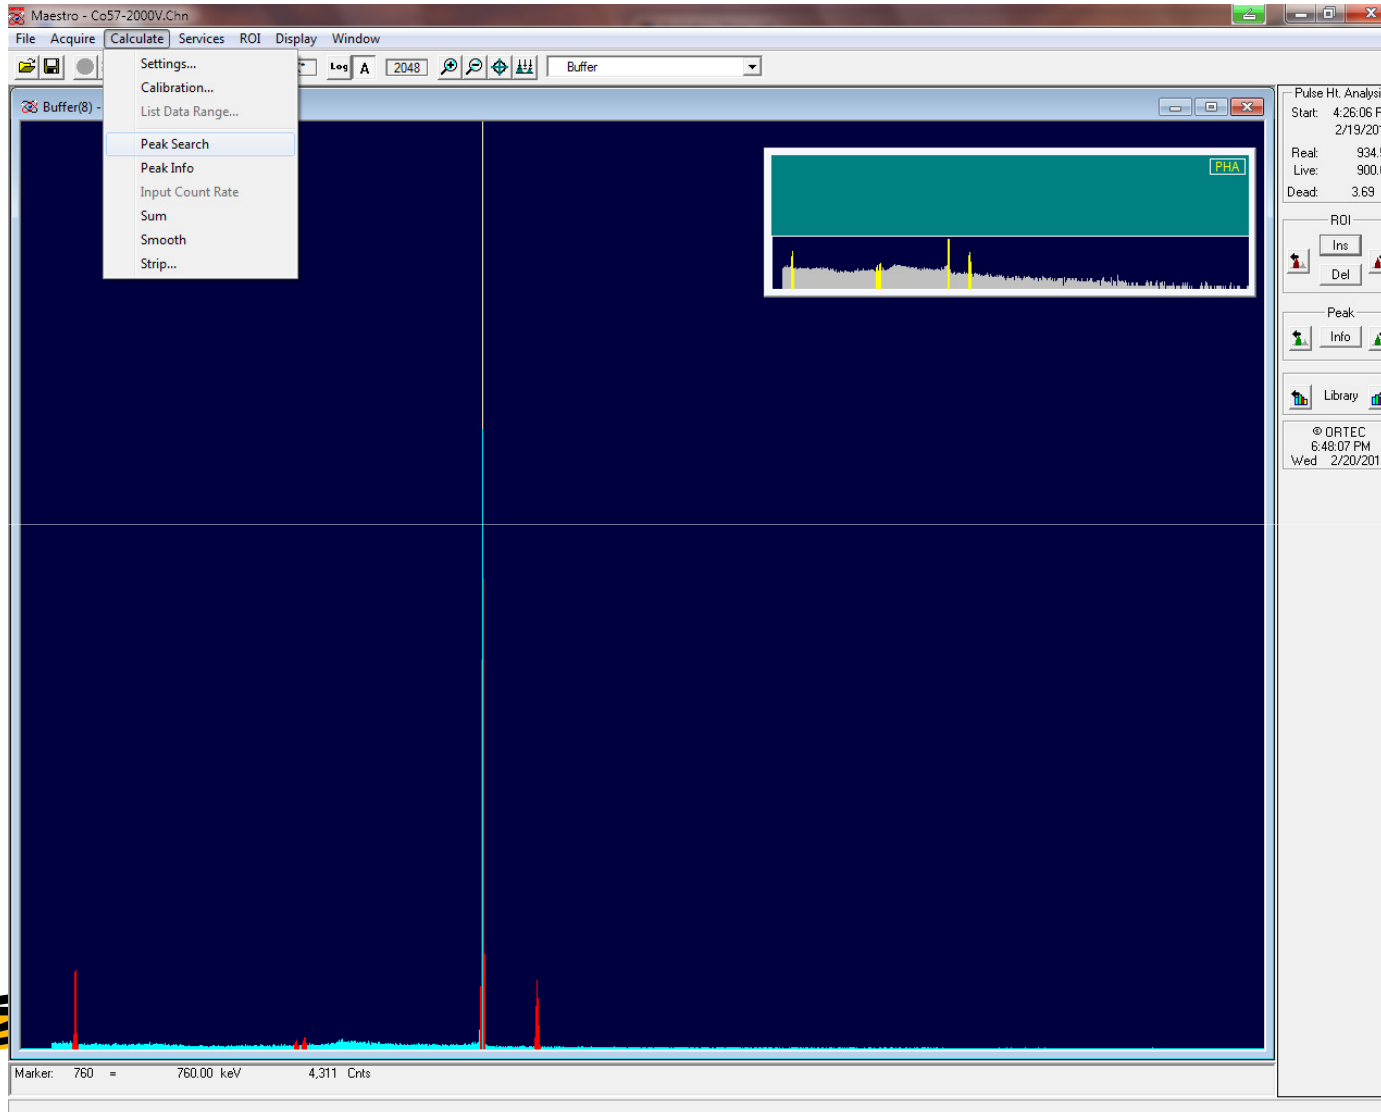 Maestro - Co57-2000V.Chn
File Acquire Calculate Services ROI Display Window
Settings...
Calibration...
List Data Range...
Peak Search
Peak Info
Input Count Rate
Sum
Smooth
Strip...
Log A 2048 Buffer
Buffer(8) -
PHA
Pulse Ht. Analysi
Start: 4:26:06 P
2/19/201
Real: 934.
Live: 900.
Dead: 3.69
ROI
Ins
Del
Peak
Info
Library
© ORTEC
6:48:07 PM
Wed 2/20/201
Marker: 760 = 760.00 keV 4,311 Cnts